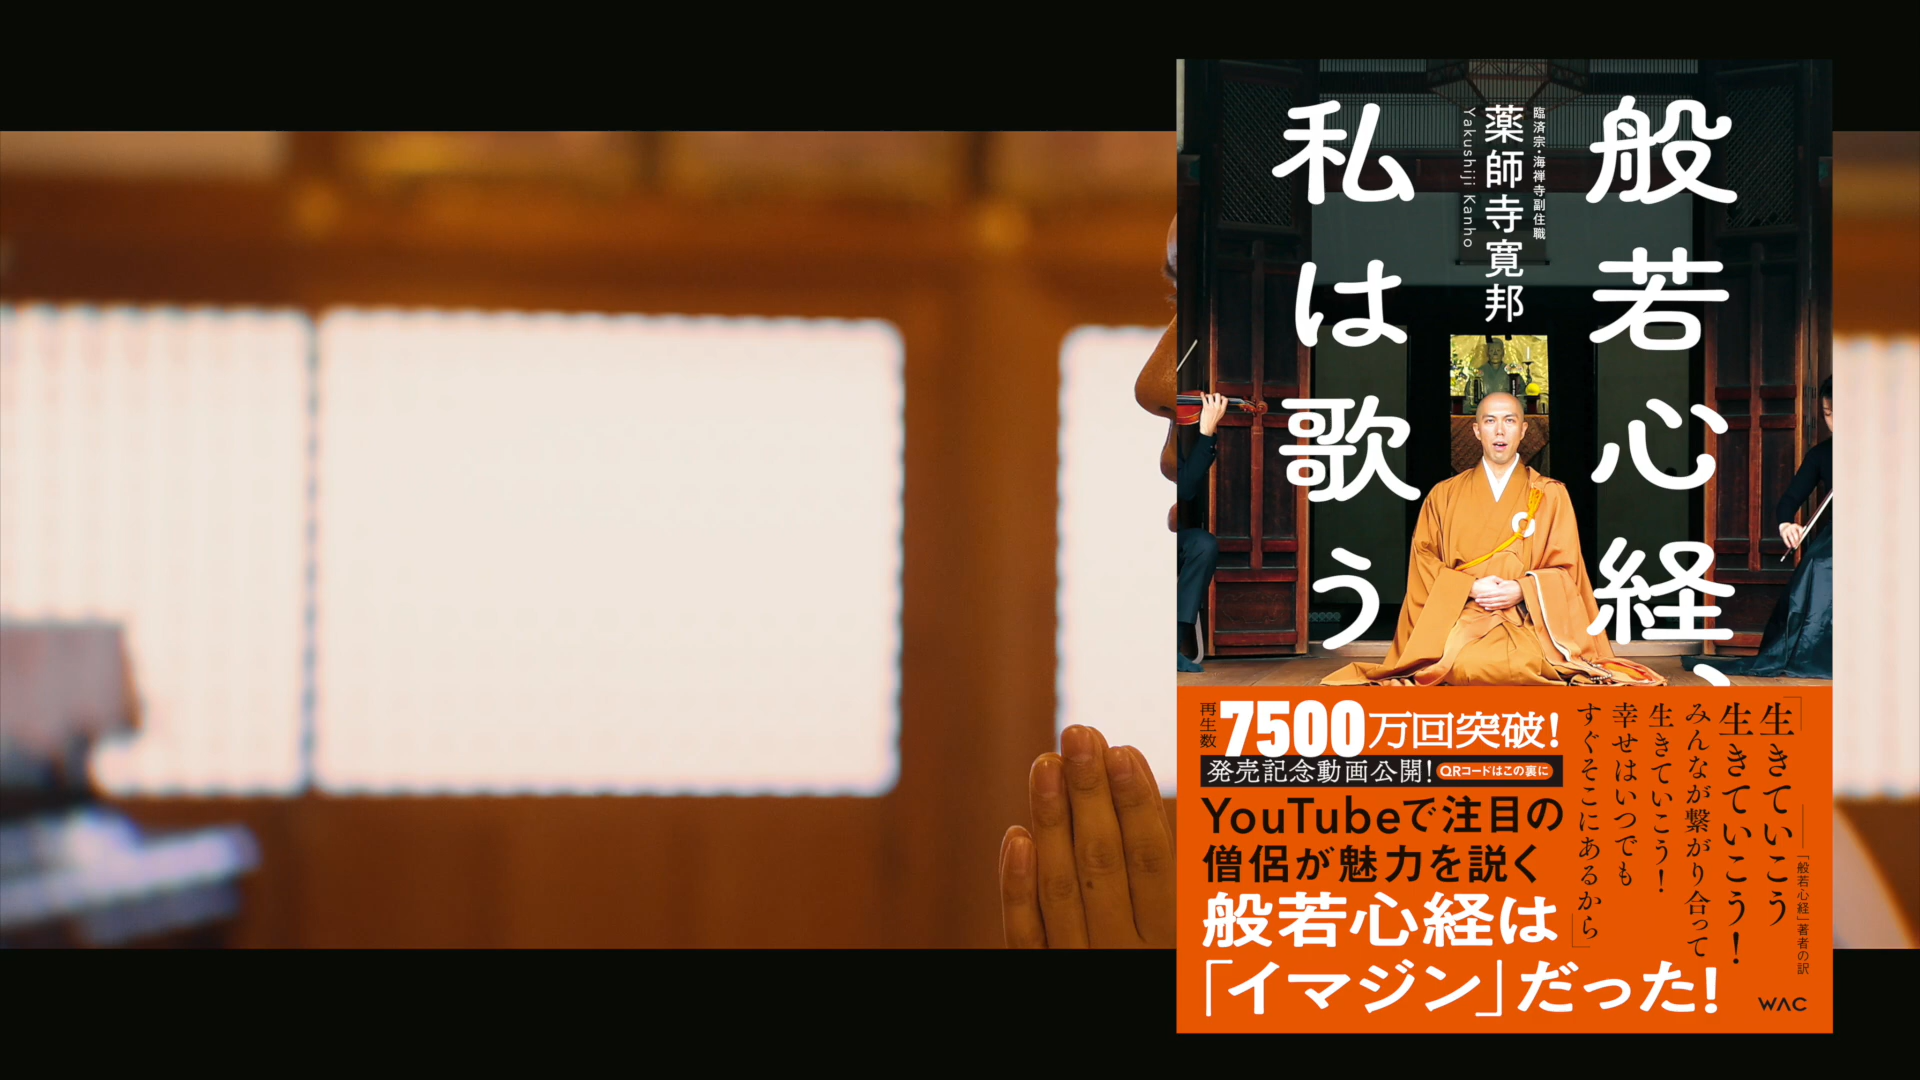 般若心経、
臨済宗・海禅寺副住職
薬師寺寛邦
Yakushiji Kanho
私は歌う
「生きていこう
生きていこう!
みんなが繋がり合って
生きていこう!
幸せはいつでも
すぐそこにあるから」
――「般若心経」著者の訳
再生数
7500万回突破!
発売記念動画公開! QRコードはこの裏に
YouTubeで注目の
僧侶が魅力を説く
般若心経は
「イマジン」だった!
WAC